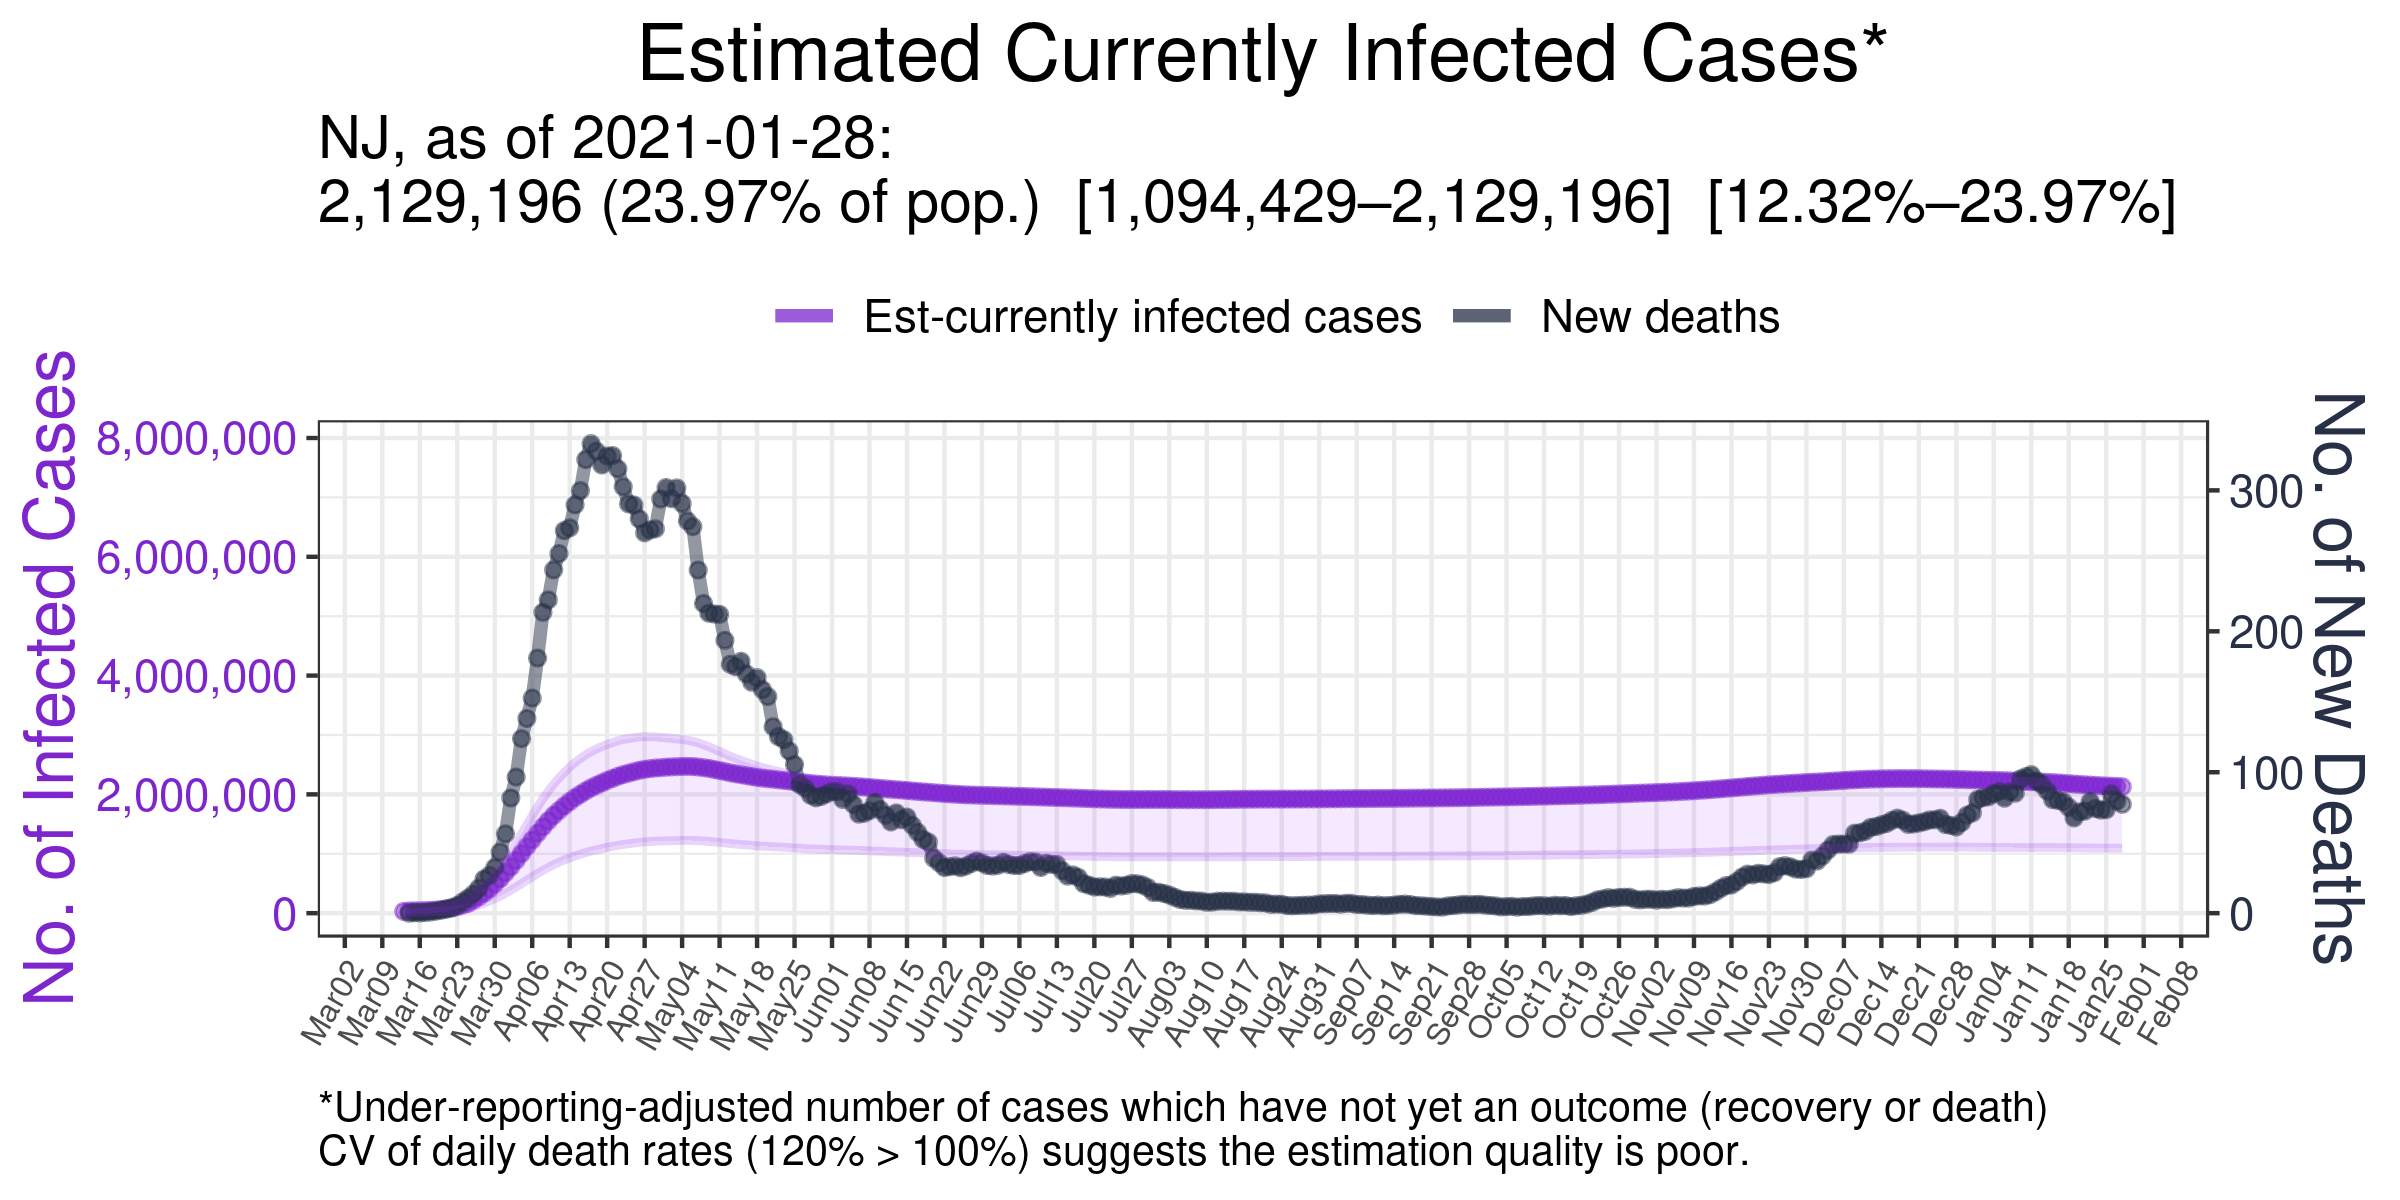 Estimated Currently Infected Cases*
NJ, as of 2021-01-28:
2,129,196 (23.97% of pop.)  [1,094,429–2,129,196]  [12.32%–23.97%]
Est-currently infected cases
New deaths
No. of Infected Cases
8,000,000
6,000,000
4,000,000
2,000,000
0
300
200
100
0
No. of New Deaths
Mar02
Mar09
Mar16
Mar23
Mar30
Apr06
Apr13
Apr20
Apr27
May04
May11
May18
May25
Jun01
Jun08
Jun15
Jun22
Jun29
Jul06
Jul13
Jul20
Jul27
Aug03
Aug10
Aug17
Aug24
Aug31
Sep07
Sep14
Sep21
Sep28
Oct05
Oct12
Oct19
Oct26
Nov02
Nov09
Nov16
Nov23
Nov30
Dec07
Dec14
Dec21
Dec28
Jan04
Jan11
Jan18
Jan25
Feb01
Feb08
*Under-reporting-adjusted number of cases which have not yet an outcome (recovery or death)
CV of daily death rates (120% > 100%) suggests the estimation quality is poor.